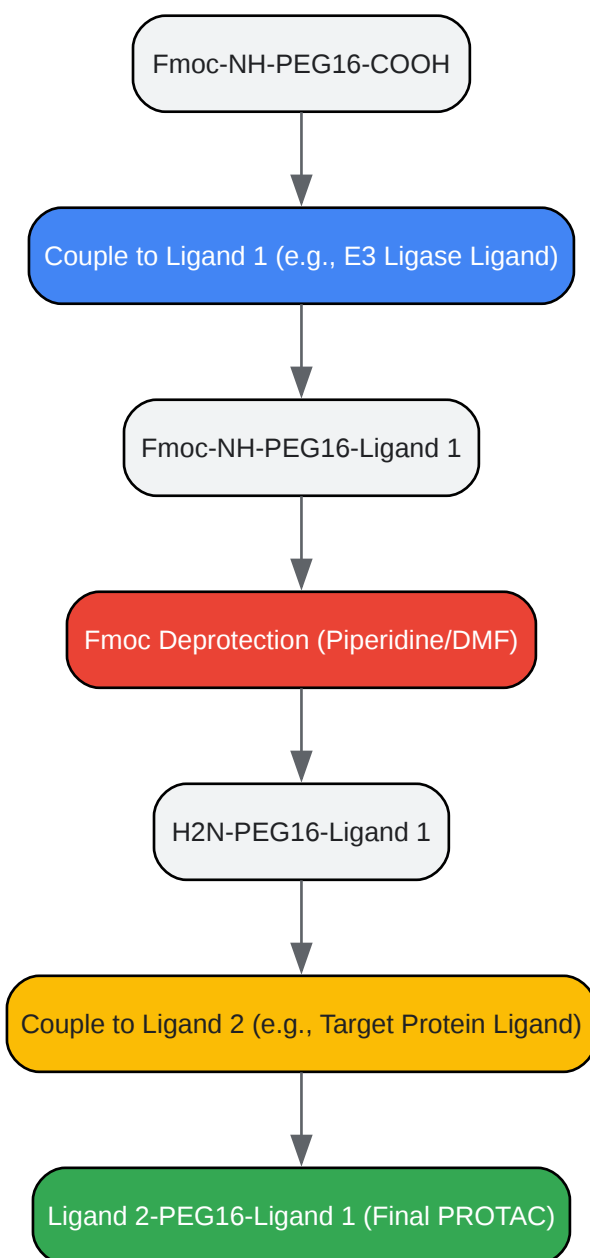 Fmoc-NH-PEG16-COOH
Couple to Ligand 1 (e.g., E3 Ligase Ligand)
Fmoc-NH-PEG16-Ligand 1
Fmoc Deprotection (Piperidine/DMF)
H2N-PEG16-Ligand 1
Couple to Ligand 2 (e.g., Target Protein Ligand)
Ligand 2-PEG16-Ligand 1 (Final PROTAC)